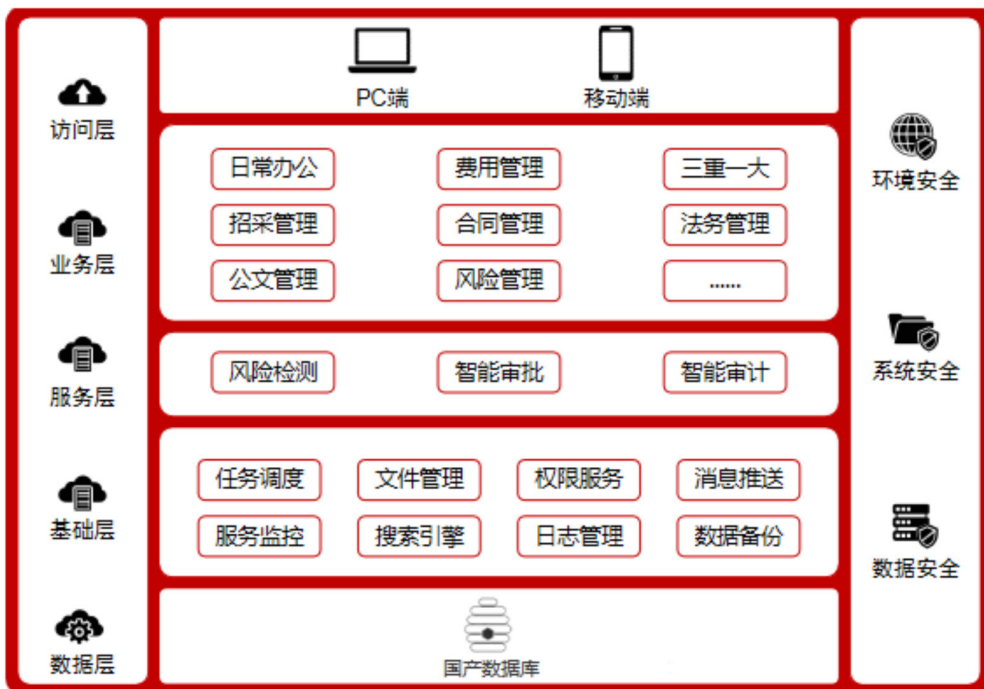 访问层
业务层
服务层
基础层
数据层
PC端
移动端
日常办公
费用管理
三重一大
招采管理
合同管理
法务管理
公文管理
风险管理
......
风险检测
智能审批
智能审计
任务调度
文件管理
权限服务
消息推送
服务监控
搜索引擎
日志管理
数据备份
国产数据库
环境安全
系统安全
数据安全